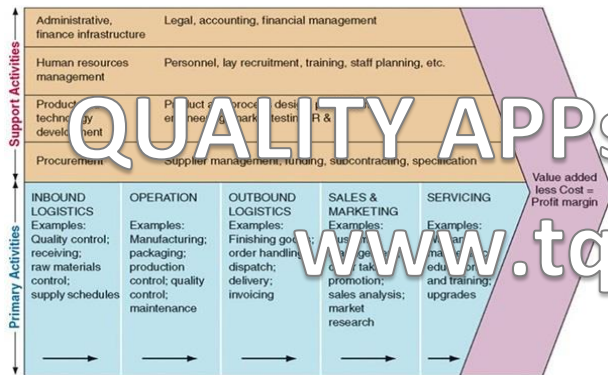 Support Activities
Administrative, finance infrastructure
Legal, accounting, financial management
Human resources management
Personnel, lay recruitment, training, staff planning, etc.
technology
development
Procurement
Supplier management, funding, subcontracting, specification
QUALITY APPS
Value added
less Cost =
Profit margin
Primary Activities
INBOUND
LOGISTICS
Examples:
Quality control;
receiving;
raw materials
control;
supply schedules
OPERATION
Examples:
Manufacturing;
packaging;
production
control; quality
control;
maintenance
OUTBOUND
LOGISTICS
Examples:
Finishing
order handling;
dispatch;
delivery;
invoicing
SALES &
MARKETING
Examples:
promotion;
sales analysis;
market
research
SERVICING
Examples:
and training;
upgrades
www.tq